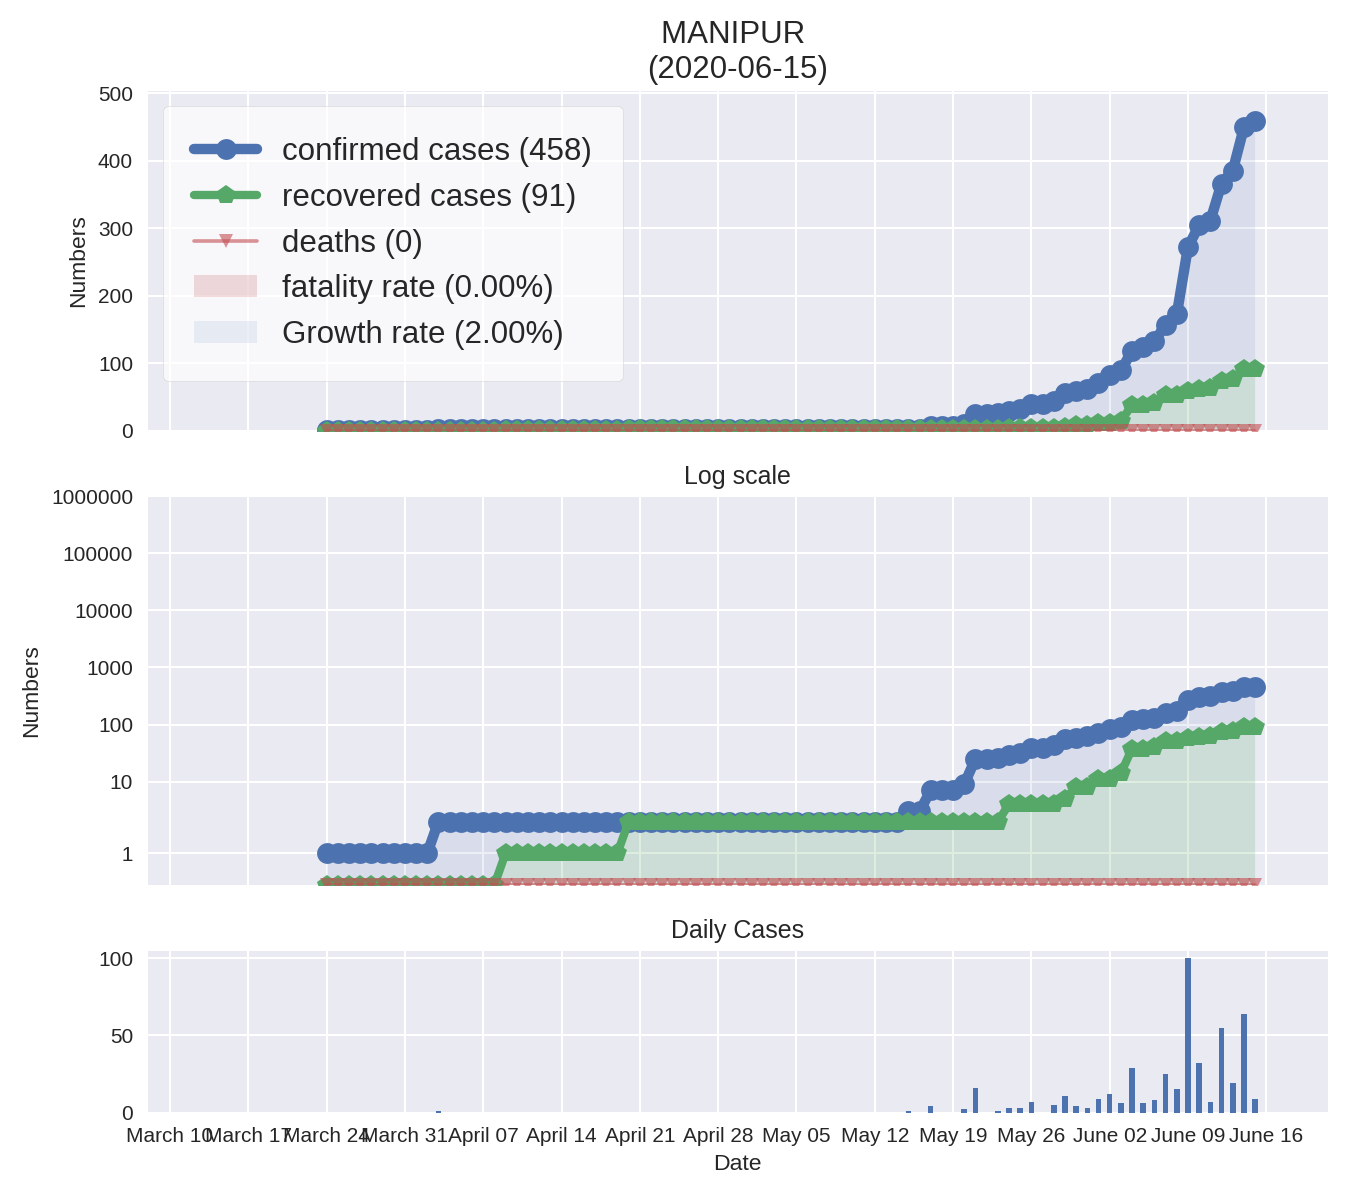 MANIPUR
(2020-06-15)
500
400
300
200
100
0
Numbers
confirmed cases (458)
recovered cases (91)
deaths (0)
fatality rate (0.00%)
Growth rate (2.00%)
Log scale
1000000
100000
10000
1000
100
10
1
Numbers
Daily Cases
100
50
0
March 10 March 17 March 24 March 31 April 07 April 14 April 21 April 28 May 05 May 12 May 19 May 26 June 02 June 09 June 16
Date